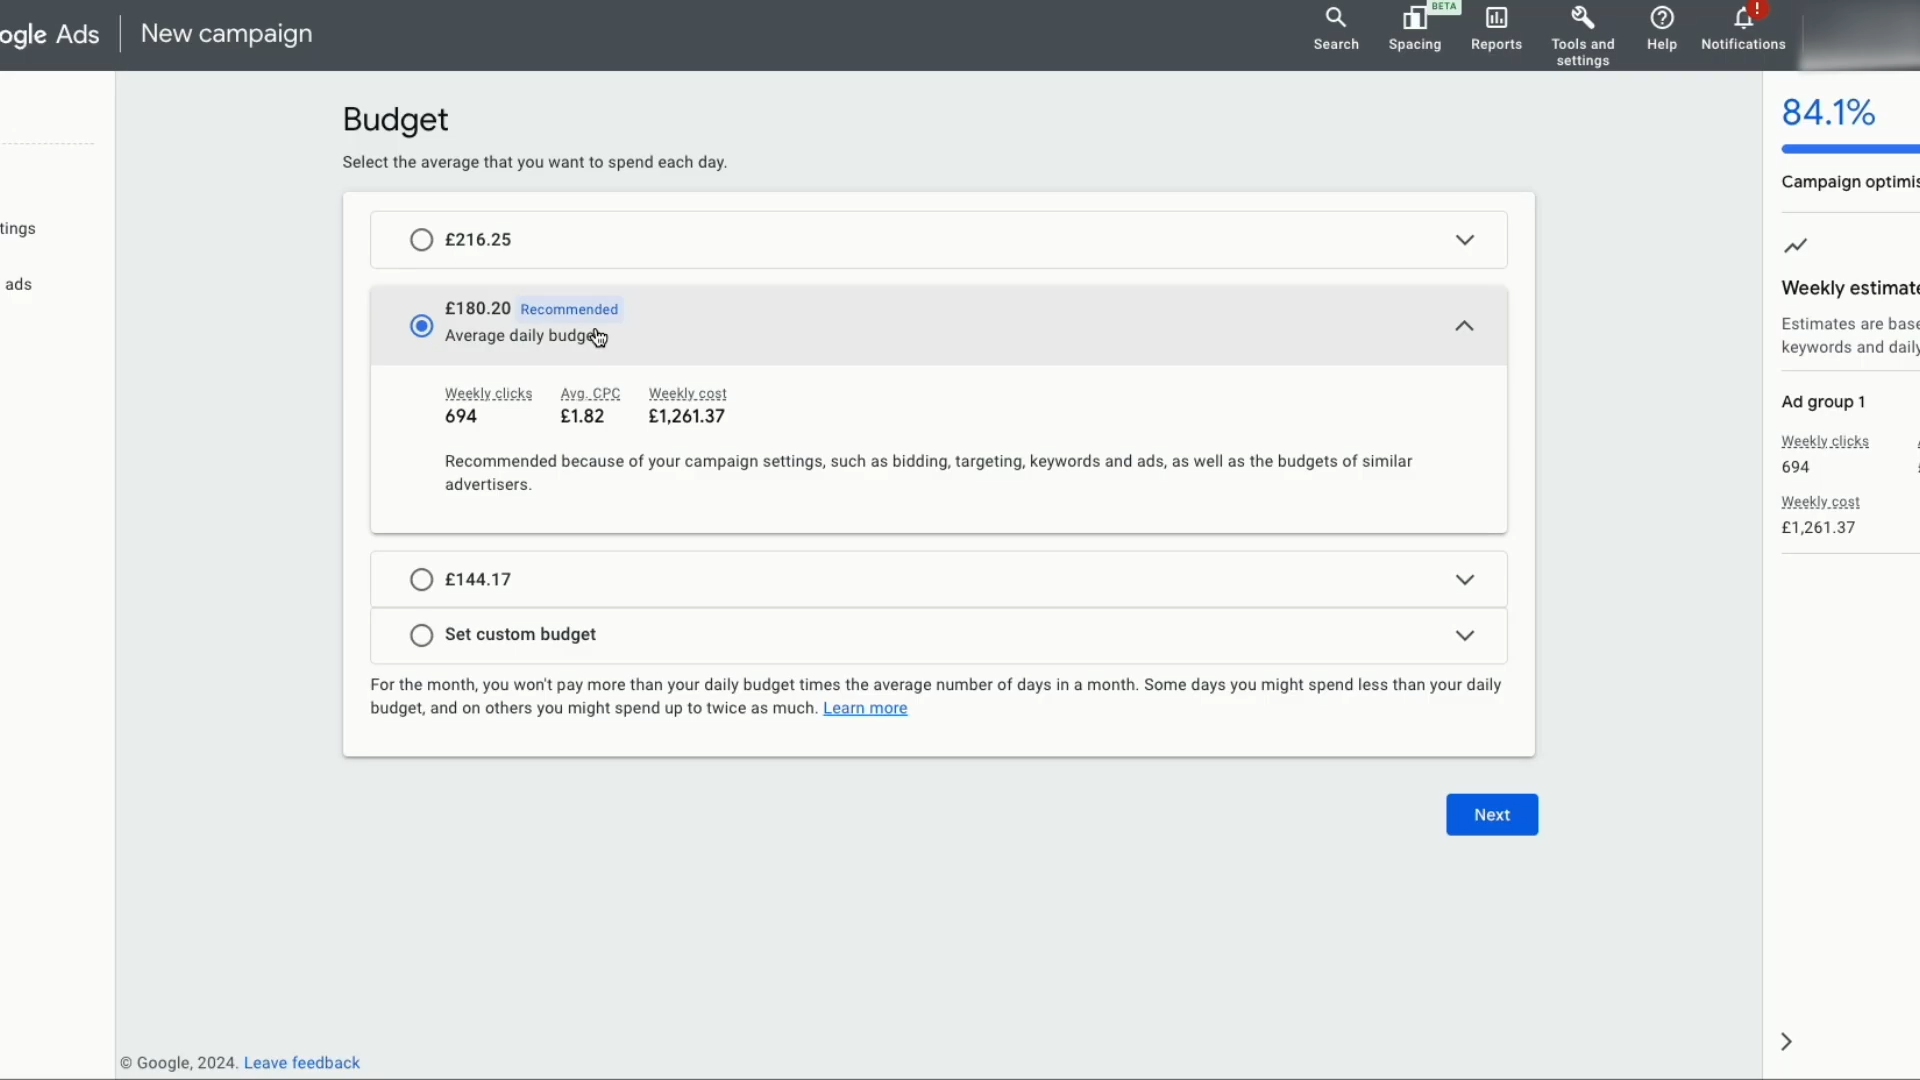 ogle Ads
New campaign
Search
BETA
Spacing
Reports
Tools and
settings
Help
!
Notifications
tings
ads
Budget
Select the average that you want to spend each day.
£216.25
£180.20 Recommended
Average daily budge
Weekly clicks
694
Avg. CPC
£1.82
Weekly cost
£1,261.37
Recommended because of your campaign settings, such as bidding, targeting, keywords and ads, as well as the budgets of similar
advertisers.
£144.17
Set custom budget
For the month, you won't pay more than your daily budget times the average number of days in a month. Some days you might spend less than your daily
budget, and on others you might spend up to twice as much. Learn more
Next
84.1%
Campaign optimis
Weekly estimate
Estimates are base
keywords and daily
Ad group 1
Weekly clicks
694
Weekly cost
£1,261.37
© Google, 2024. Leave feedback